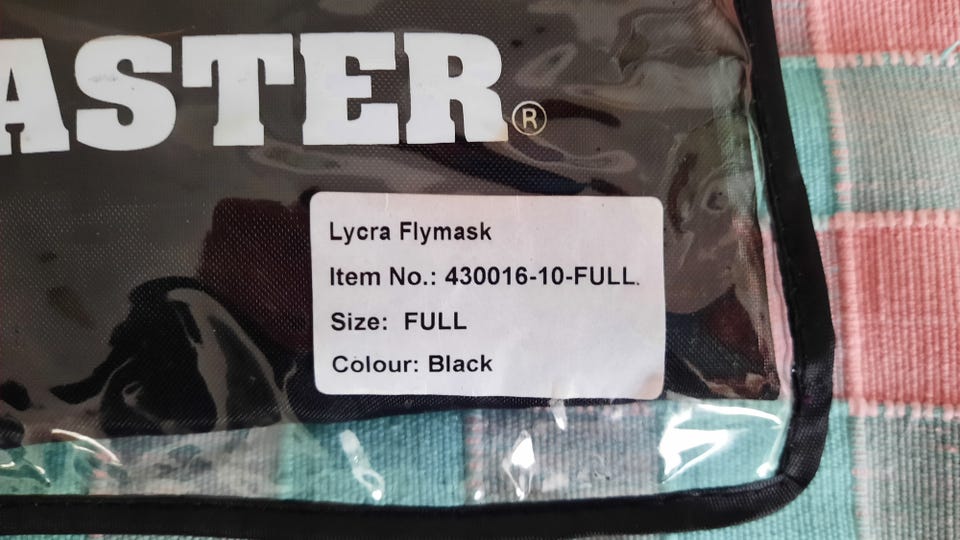 ASTER®
Lycra Flymask
Item No.: 430016-10-FULL.
Size: FULL
Colour: Black